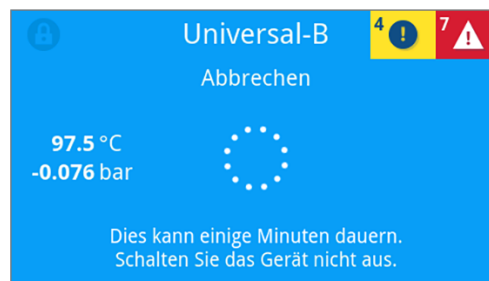 Universal-B
4
7
Abbrechen
97.5 °C
-0.076 bar
Dies kann einige Minuten dauern.
Schalten Sie das Gerät nicht aus.